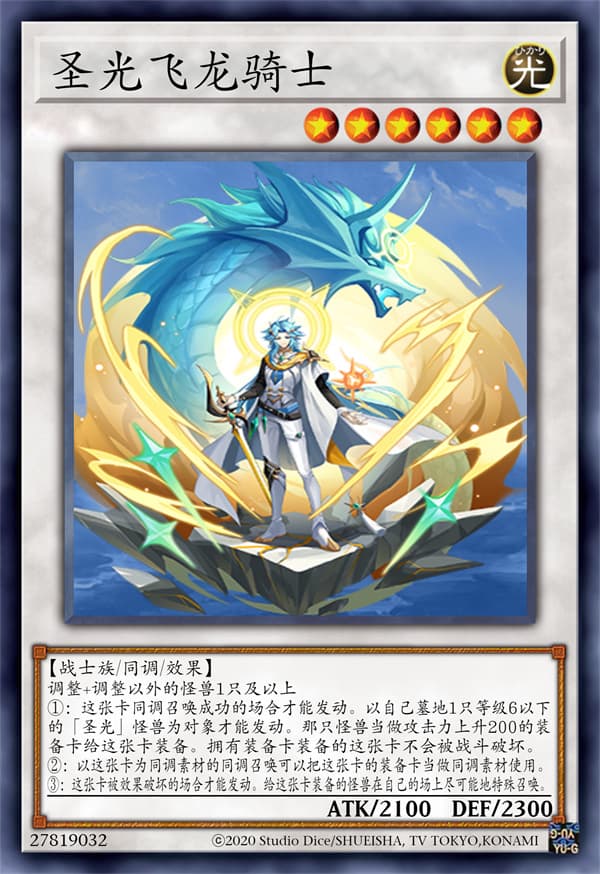 圣光飞龙骑士
ひかり
光
【战士族/同调/效果】
调整+调整以外的怪兽1只及以上
①：这张卡同调召唤成功的场合才能发动。以自己墓地1只等级6以下
的「圣光」怪兽为对象才能发动。那只怪兽当做攻击力上升200的装
备卡给这张卡装备。拥有装备卡装备的这张卡不会被战斗破坏。
②：以这张卡为同调素材的同调召唤可以把这张卡的装备卡当做同调素材使用。
③：这张卡被效果破坏的场合才能发动。给这张卡装备的怪兽在自己的场上尽可能地特殊召唤。
ATK/2100 DEF/2300
27819032 ©2020 Studio Dice/SHUEISHA, TV TOKYO,KONAMI
YU-G
YU-G